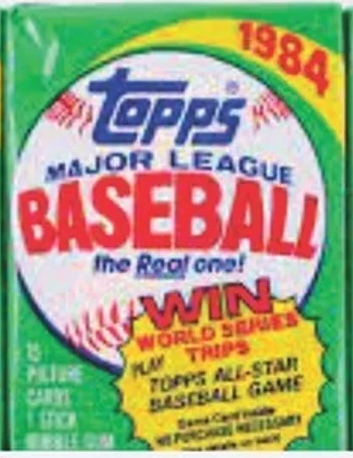 1984
TOPPS®
MAJOR LEAGUE
BASEBALL
the Real one!
WIN
WORLD SERIES
TRIPS
PLAY
TOPPS ALL-STAR
BASEBALL GAME
Game Card Inside
NO PURCHASE NECESSARY
15
PICTURE
CARDS
1 STICK
BUBBLE GUM